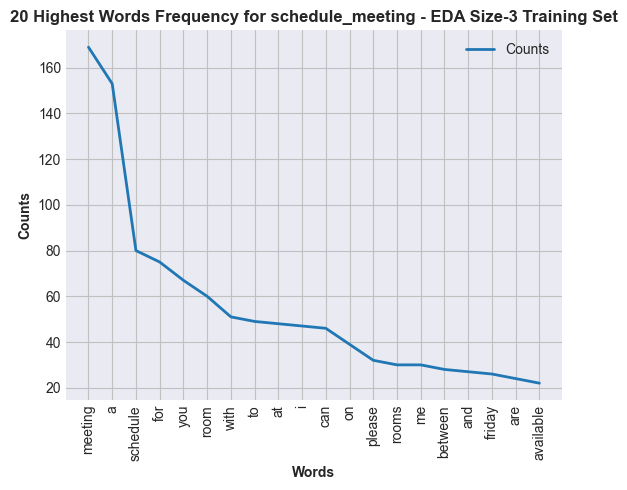 20 Highest Words Frequency for schedule_meeting - EDA Size-3 Training Set
Counts
160
140
120
100
80
60
40
20
Counts
meeting
a
schedule
for
you
room
with
to
at
i
can
on
please
rooms
me
between
and
friday
are
available
Words